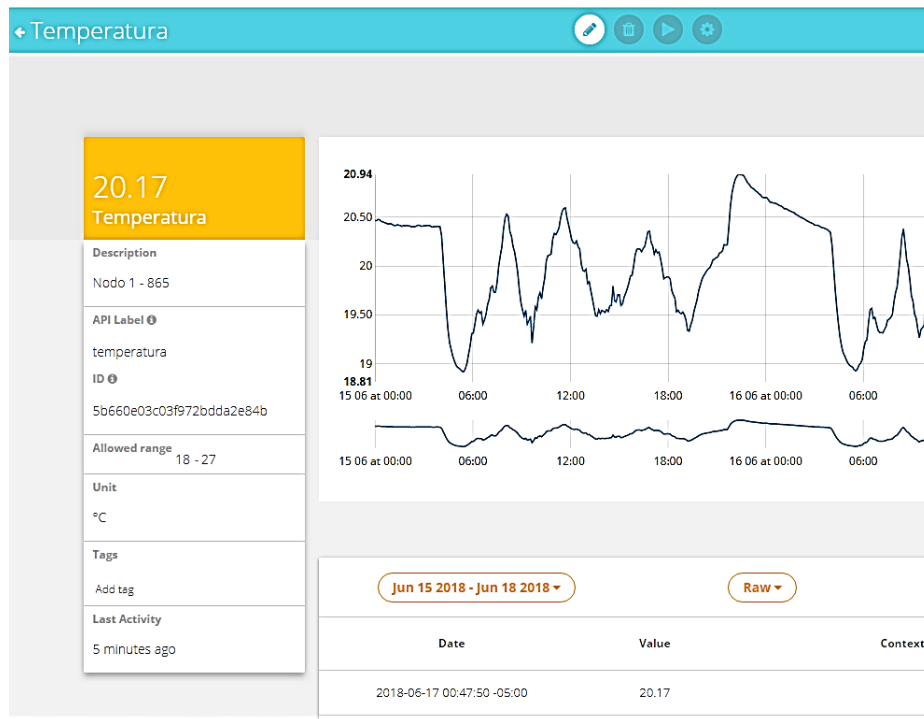 Temperatura
20.17
Temperatura
Description
Nodo 1 - 865
API Label
temperatura
ID
5b660e03c03f972bdda2e84b
Allowed range
18 - 27
Unit
°C
Tags
Add tag
Last Activity
5 minutes ago
20.94
20.50
20
19.50
19
18.81
15 06 at 00:00 06:00 12:00 18:00 16 06 at 00:00 06:00
15 06 at 00:00 06:00 12:00 18:00 16 06 at 00:00 06:00
Jun 15 2018 - Jun 18 2018 Raw
Date Value Context
2018-06-17 00:47:50 -05:00 20.17